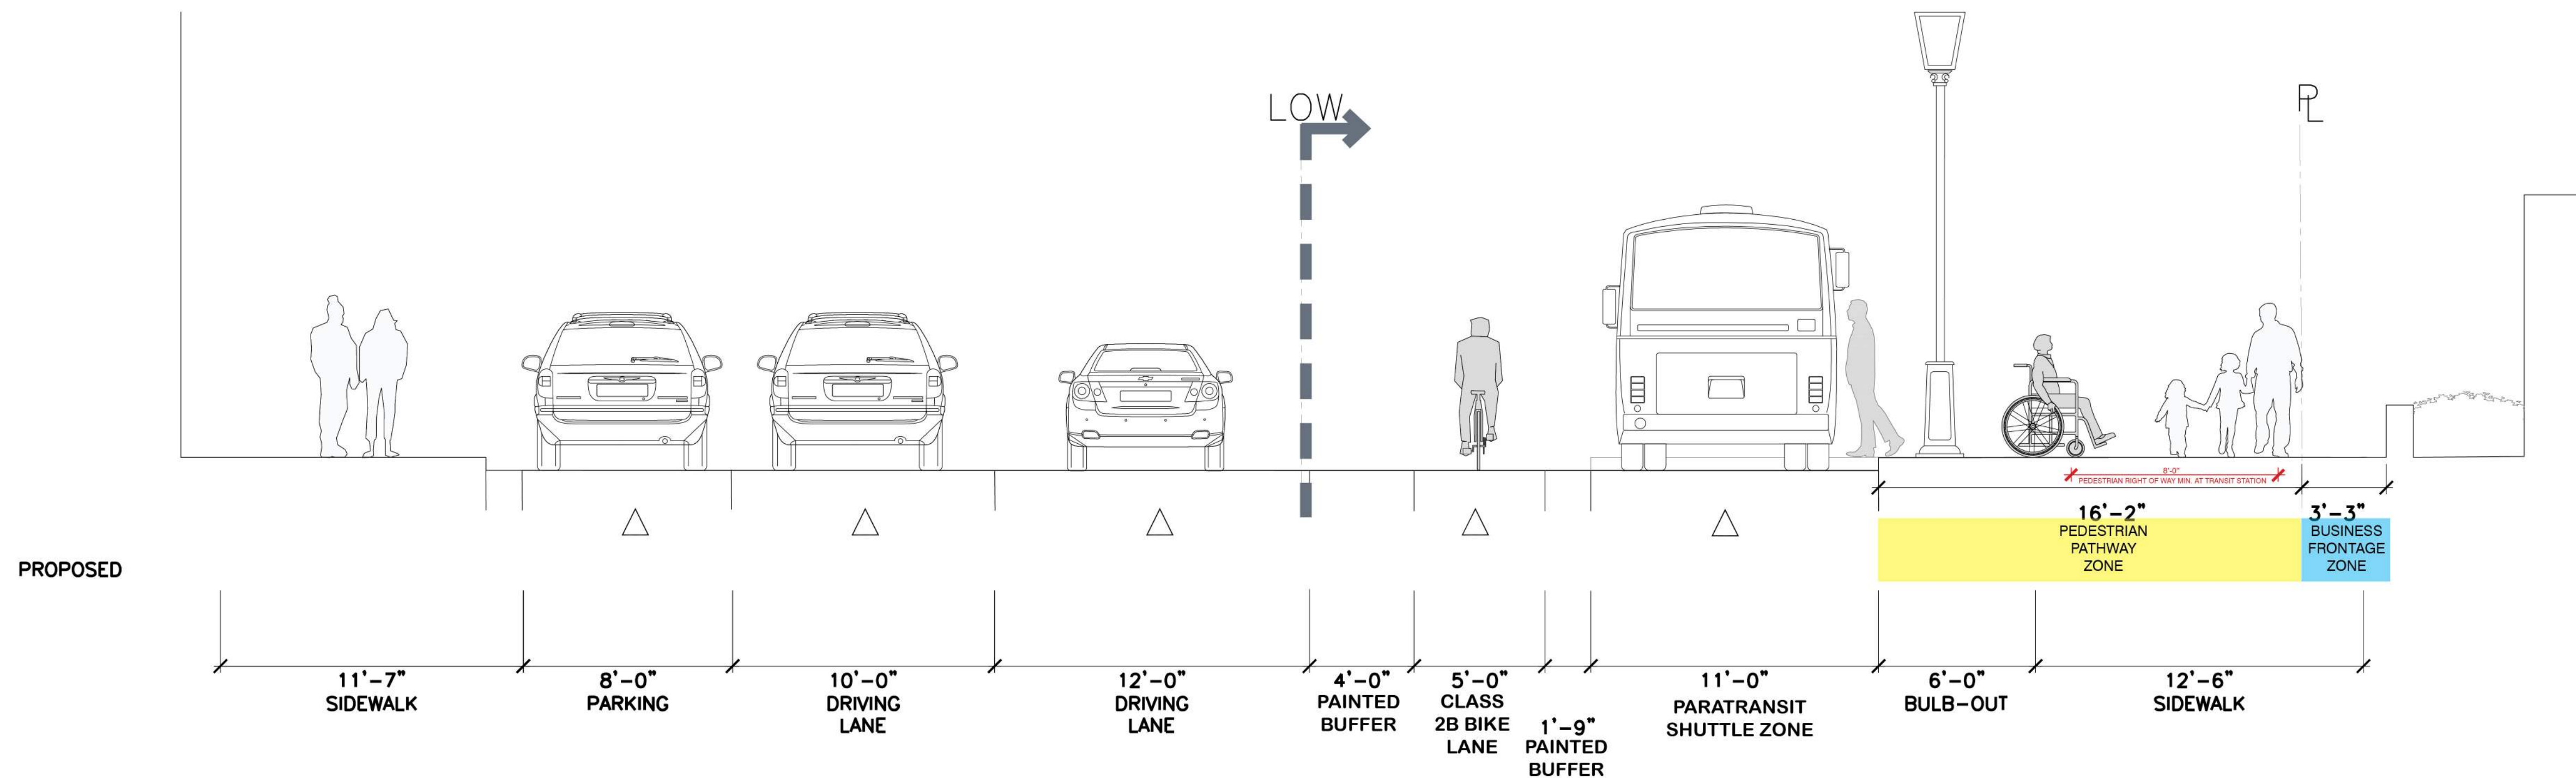 LOW
PL
8'-0"
PEDESTRIAN RIGHT OF WAY MIN. AT TRANSIT STATION
16'-2"
PEDESTRIAN
PATHWAY
ZONE
3'-3"
BUSINESS
FRONTAGE
ZONE
PROPOSED
11'-7"
SIDEWALK
8'-0"
PARKING
10'-0"
DRIVING
LANE
12'-0"
DRIVING
LANE
4'-0"
PAINTED
BUFFER
5'-0"
CLASS
2B BIKE
LANE
1'-9"
PAINTED
BUFFER
11'-0"
PARATRANSIT
SHUTTLE ZONE
6'-0"
BULB-OUT
12'-6"
SIDEWALK